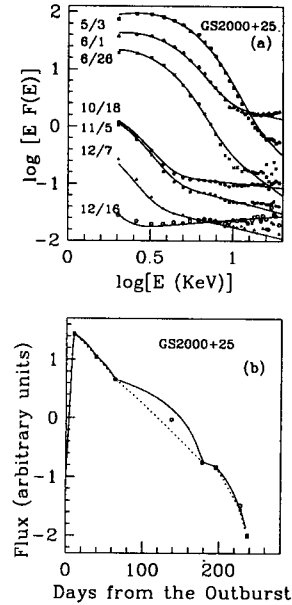 GS2000+25
(a)
5/3
6/1
6/26
10/18
11/5
12/7
12/16
log [E F(E)]
2
1
0
-1
-2
0 0.5 1
log[E (KeV)]
GS2000+25
(b)
Flux (arbitrary units)
1
0
-1
-2
0 100 200
Days from the Outburst